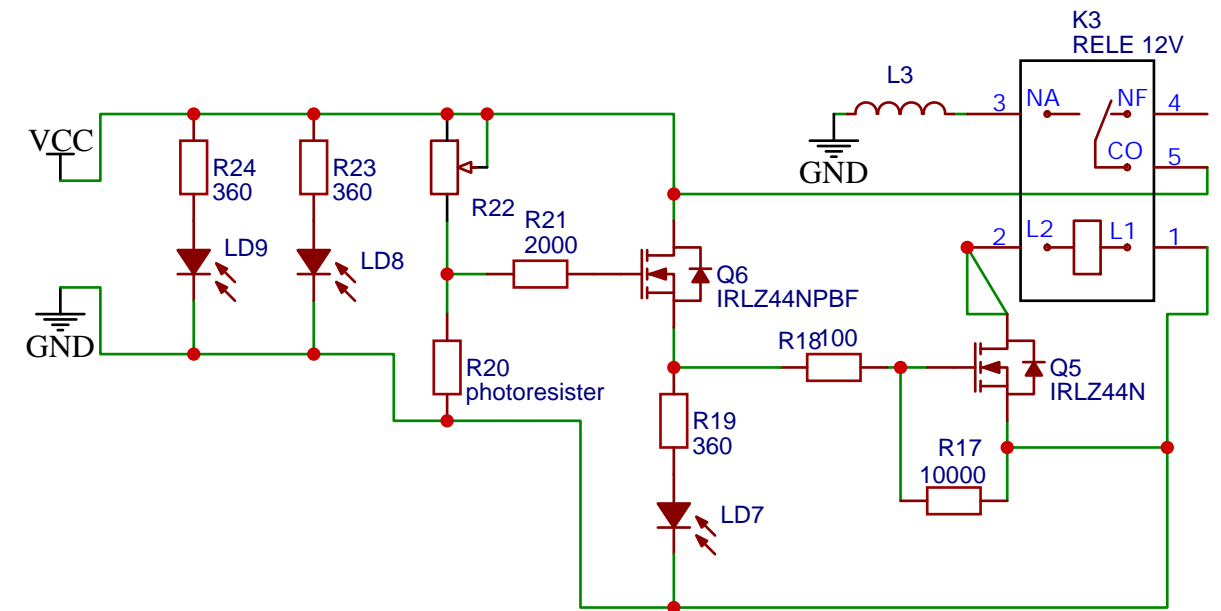 K3
RELE 12V
L3
3
NA
NF
4
VCC
CO
5
GND
R24
360
R23
360
R22
R21
2000
2
L2
L1
1
LD9
LD8
Q6
IRLZ44NPBF
GND
R18
100
R20
photoresister
Q5
IRLZ44N
R19
360
R17
10000
LD7